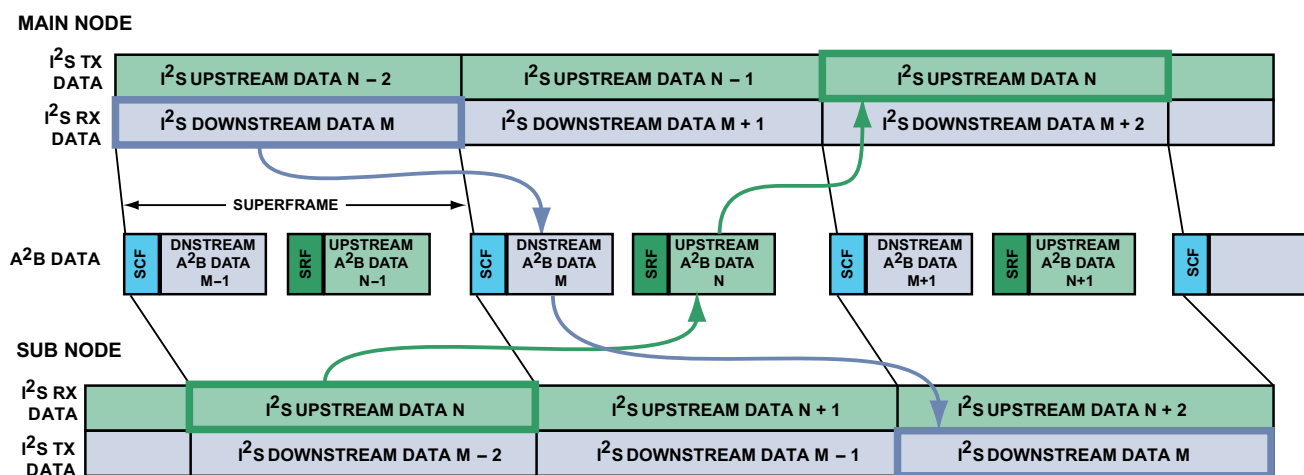 MAIN NODE
I²S TX
DATA
I²S UPSTREAM DATA N – 2
I²S UPSTREAM DATA N – 1
I²S UPSTREAM DATA N
I²S RX
DATA
I²S DOWNSTREAM DATA M
I²S DOWNSTREAM DATA M + 1
I²S DOWNSTREAM DATA M + 2
SUPERFRAME
A²B DATA
SCF
DNSTREAM
A²B DATA
M–1
SRF
UPSTREAM
A²B DATA
N–1
SCF
DNSTREAM
A²B DATA
M
SRF
UPSTREAM
A²B DATA
N
SCF
DNSTREAM
A²B DATA
M+1
SRF
UPSTREAM
A²B DATA
N+1
SCF
SUB NODE
I²S RX
DATA
I²S UPSTREAM DATA N
I²S UPSTREAM DATA N + 1
I²S UPSTREAM DATA N + 2
I²S TX
DATA
I²S DOWNSTREAM DATA M – 2
I²S DOWNSTREAM DATA M – 1
I²S DOWNSTREAM DATA M